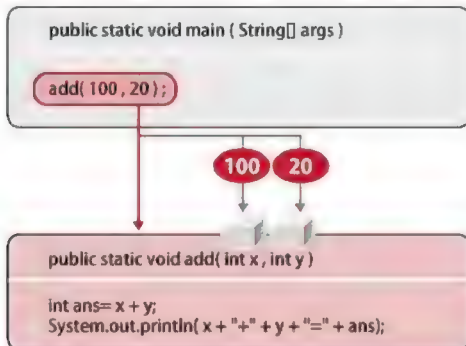 public static void main ( String[] args )
add( 100 , 20 ) ;
100 20
public static void add( int x , int y )
int ans= x + y;
System.out.println( x + "+" + y + "=" + ans);